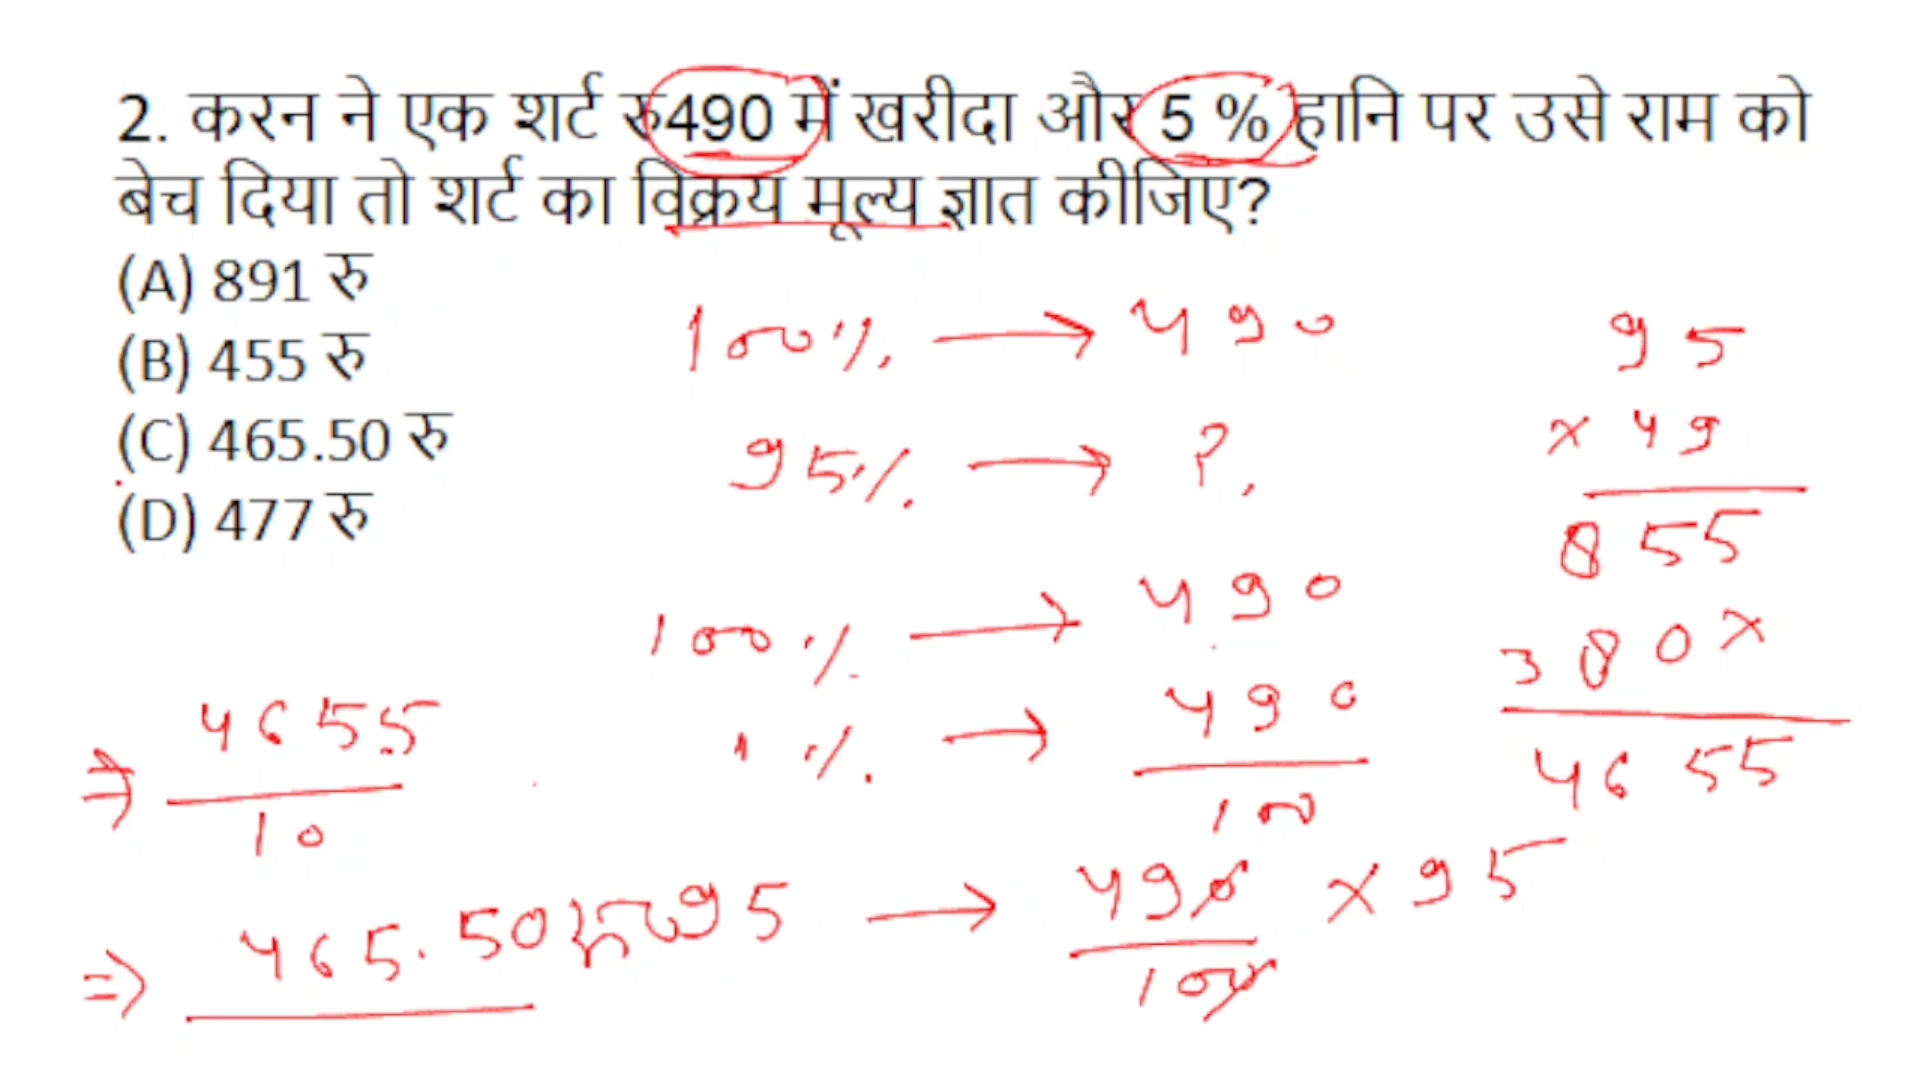 2. करन ने एक शर्ट रु490 में खरीदा और 5 % हानि पर उसे राम को
बेच दिया तो शर्ट का विक्रय मूल्य ज्ञात कीजिए?
(A) 891 रु
(B) 455 रु
(C) 465.50 रु
(D) 477 रु
100% → 490
95% → ?
100% → 490
1% → 490
100
95 → 490 × 95
100
95
× 49
855
380×
4655
⇒ 4655
10
⇒ 465.50